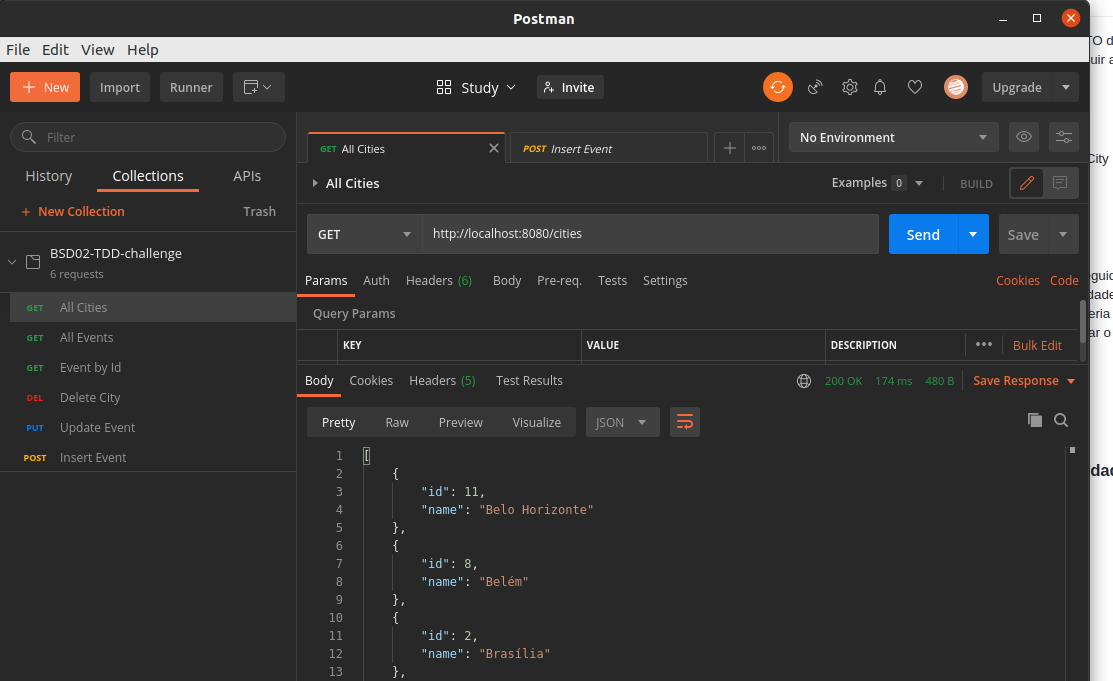 Postman
File Edit View Help
New Import Runner Study Invite Upgrade
Filter
History Collections APIs
New Collection Trash
BSD02-TDD-challenge
6 requests
GET All Cities
GET All Events
GET Event by Id
DEL Delete City
PUT Update Event
POST Insert Event
GET All Cities POST Insert Event No Environment
All Cities Examples 0 BUILD
GET http://localhost:8080/cities Send Save
Params Auth Headers (6) Body Pre-req. Tests Settings Cookies Code
Query Params
KEY VALUE DESCRIPTION Bulk Edit
Body Cookies Headers (5) Test Results 200 OK 174 ms 480 B Save Response
Pretty Raw Preview Visualize JSON
1 [
2 {
3 "id": 11,
4 "name": "Belo Horizonte"
5 },
6 {
7 "id": 8,
8 "name": "Belém"
9 },
10 {
11 "id": 2,
12 "name": "Brasília"
13 },
City